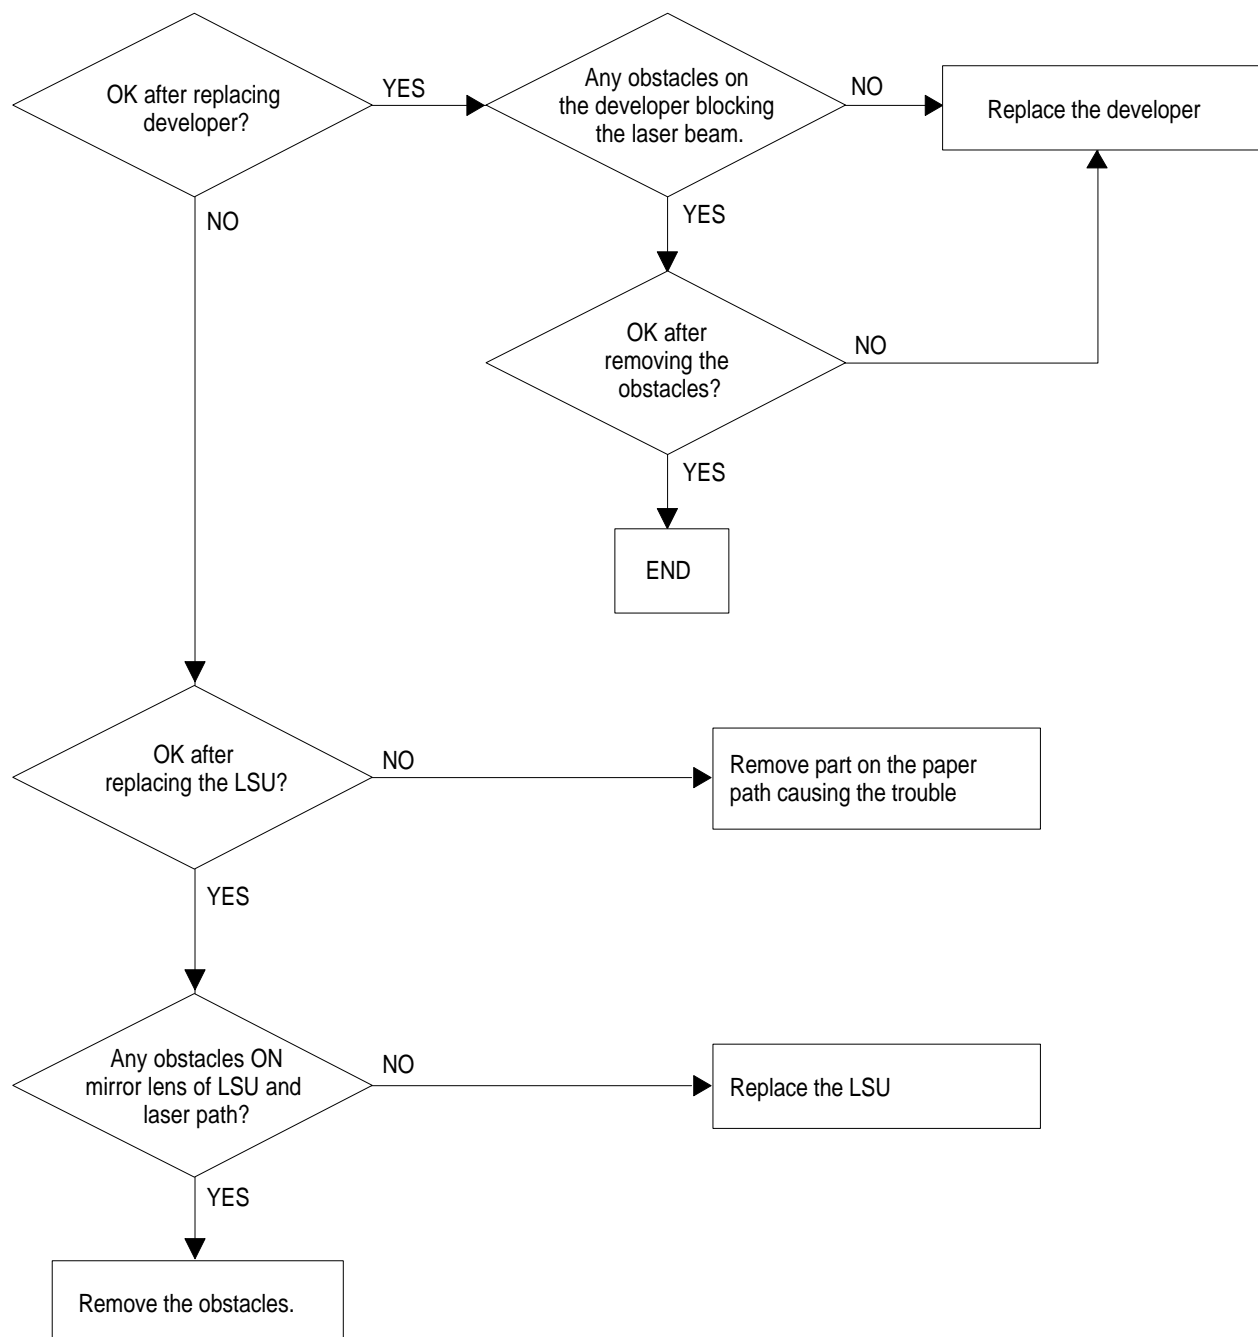 OK after replacing
developer?
YES
Any obstacles on
the developer blocking
the laser beam.
NO
Replace the developer
NO
YES
OK after
removing the
obstacles?
NO
YES
END
OK after
replacing the LSU?
NO
Remove part on the paper
path causing the trouble
YES
Any obstacles ON
mirror lens of LSU and
laser path?
NO
Replace the LSU
YES
Remove the obstacles.